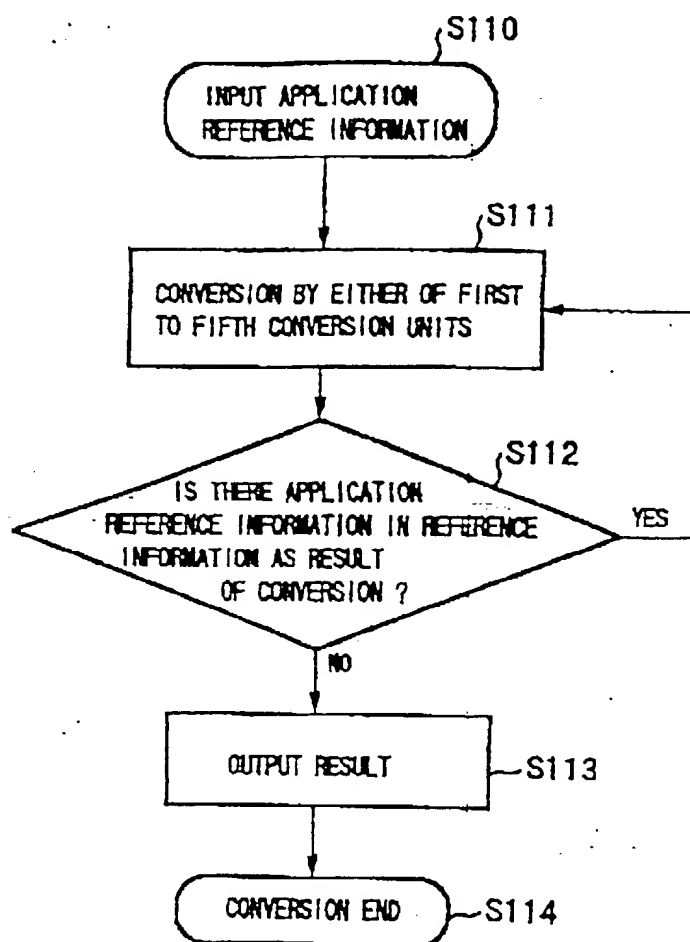 S110
INPUT APPLICATION
REFERENCE INFORMATION
S111
CONVERSION BY EITHER OF FIRST
TO FIFTH CONVERSION UNITS
S112
IS THERE APPLICATION
REFERENCE INFORMATION IN REFERENCE
INFORMATION AS RESULT
OF CONVERSION ?
YES
NO
OUTPUT RESULT
S113
CONVERSION END
S114